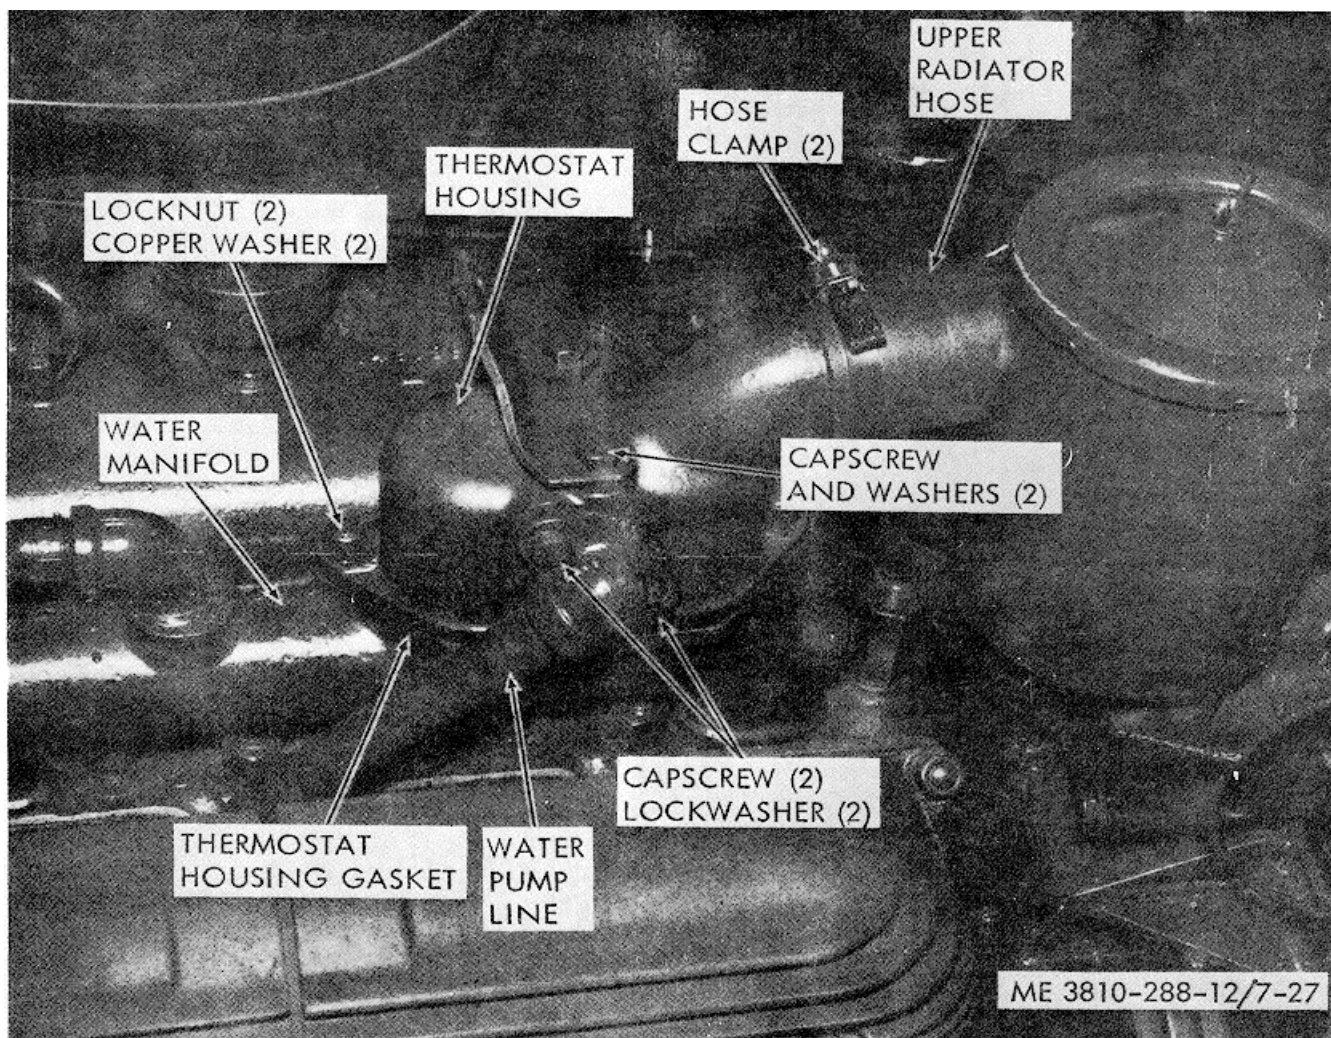 UPPER
RADIATOR
HOSE
HOSE
CLAMP (2)
THERMOSTAT
HOUSING
LOCKNUT (2)
COPPER WASHER (2)
WATER
MANIFOLD
CAPSCREW
AND WASHERS (2)
CAPSCREW (2)
LOCKWASHER (2)
THERMOSTAT
HOUSING GASKET
WATER
PUMP
LINE
ME 3810-288-12/7-27